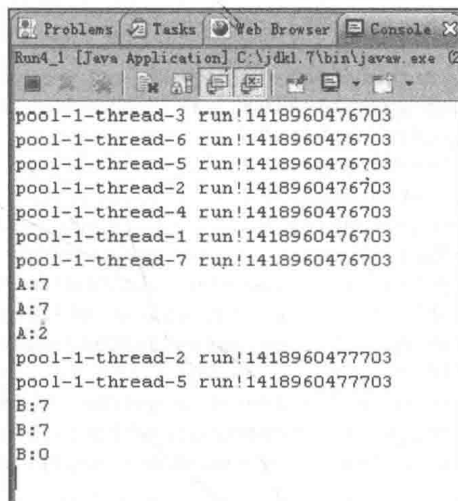 Problems Tasks Web Browser Console
Run4_1 [Java Application] C:\jdk1.7\bin\javaw.exe (2
pool-1-thread-3 run!1418960476703
pool-1-thread-6 run!1418960476703
pool-1-thread-5 run!1418960476703
pool-1-thread-2 run!1418960476703
pool-1-thread-4 run!1418960476703
pool-1-thread-1 run!1418960476703
pool-1-thread-7 run!1418960476703
A:7
A:7
A:2
pool-1-thread-2 run!1418960477703
pool-1-thread-5 run!1418960477703
B:7
B:7
B:0